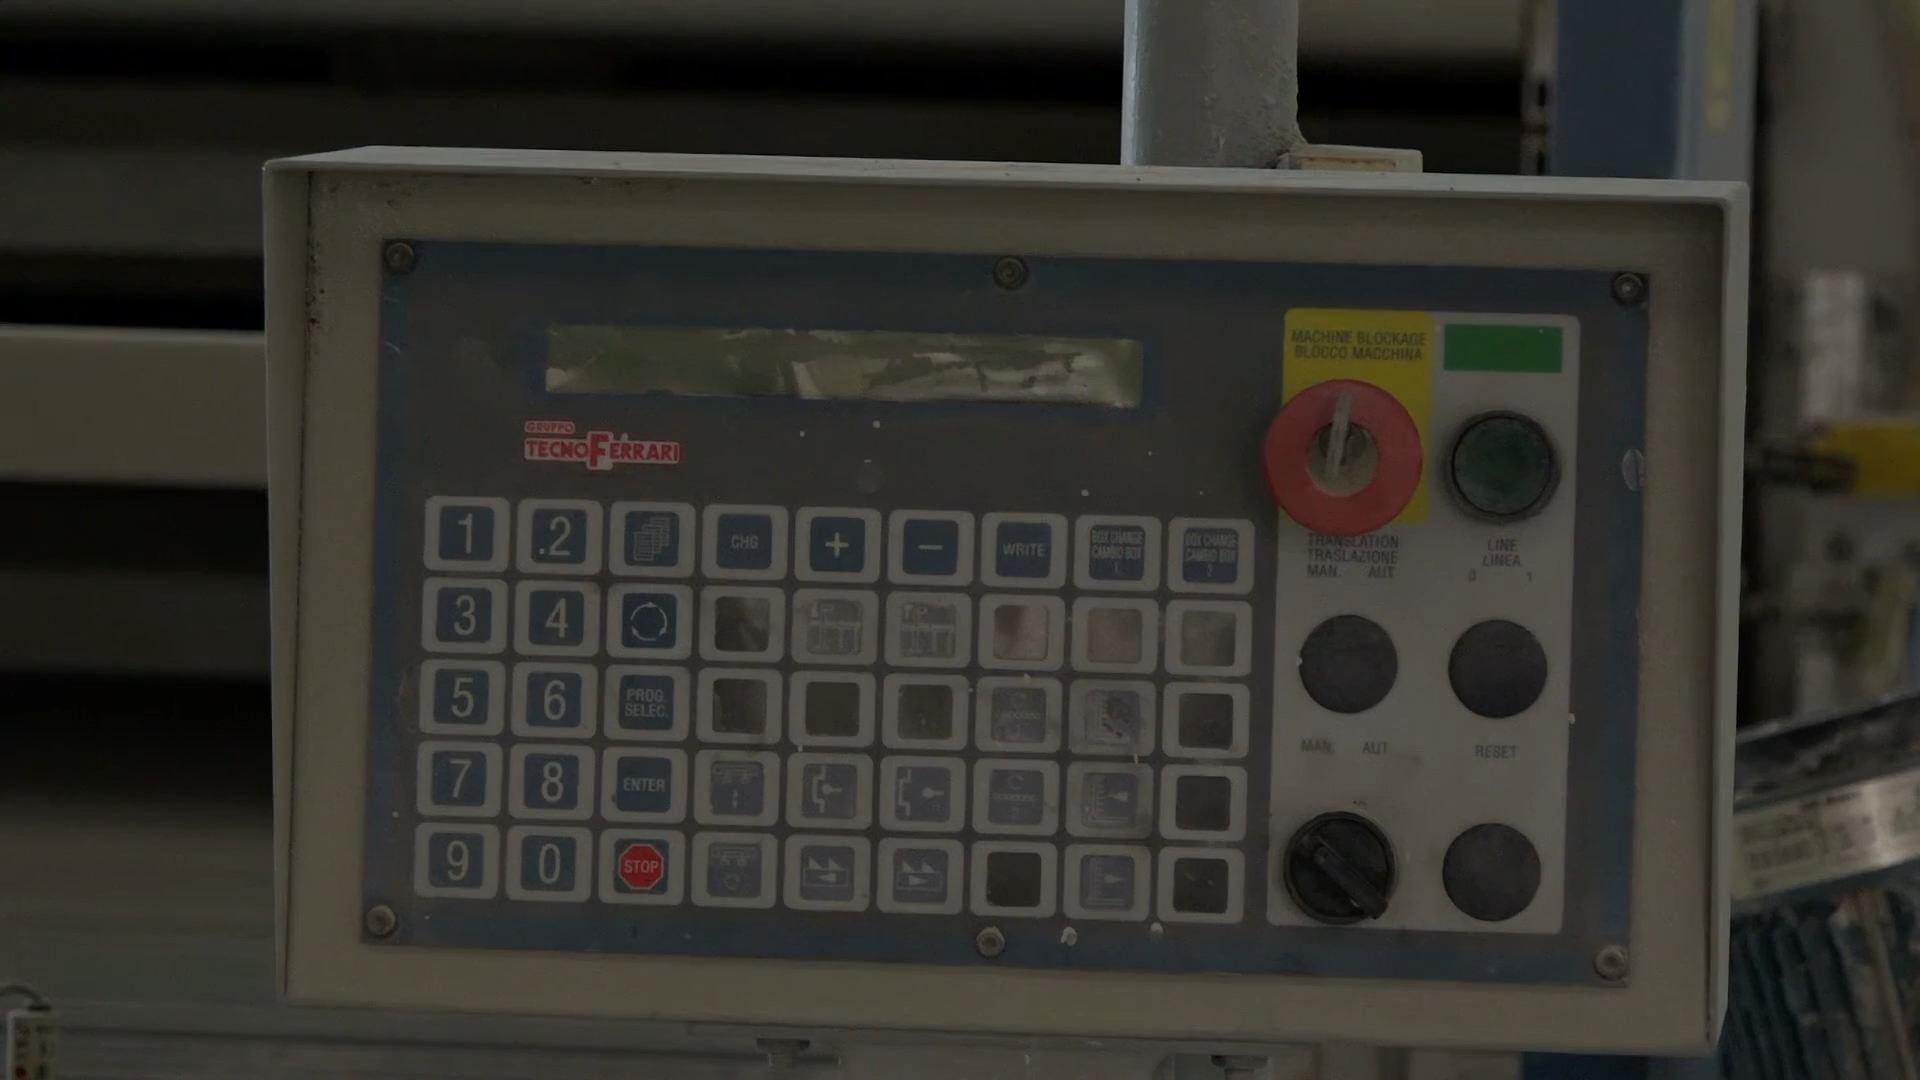 MACHINE BLOCKAGE
BLOCCO MACCHINA
GRUPPO
TECNOFERRARI
1 .2 CHG + - WRITE
BOX CHANGE
CAMBIO BOX
1
BOX CHANGE
CAMBIO BOX
2
TRANSLATION
TRASLAZIONE
MAN. AUT.
LINE
LINEA
0 1
3 4
5 6
PROG.
SELEC.
MAN. AUT.
RESET
7 8 ENTER
9 0 STOP